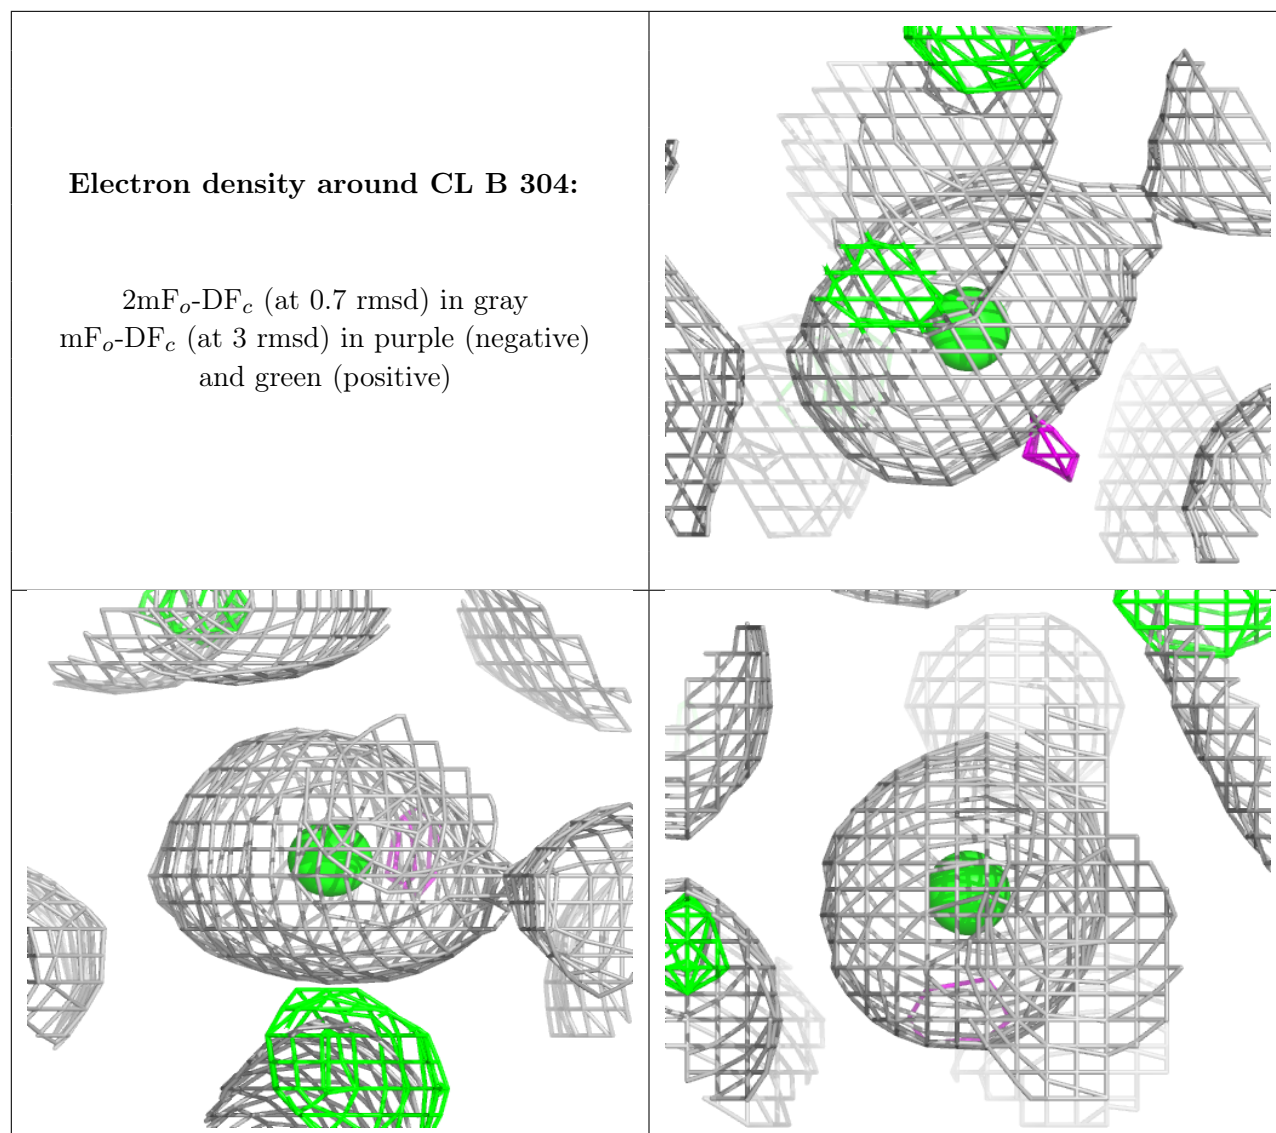 Electron density around CL B 304:
2mFo-DFc (at 0.7 rmsd) in gray
mFo-DFc (at 3 rmsd) in purple (negative)
and green (positive)